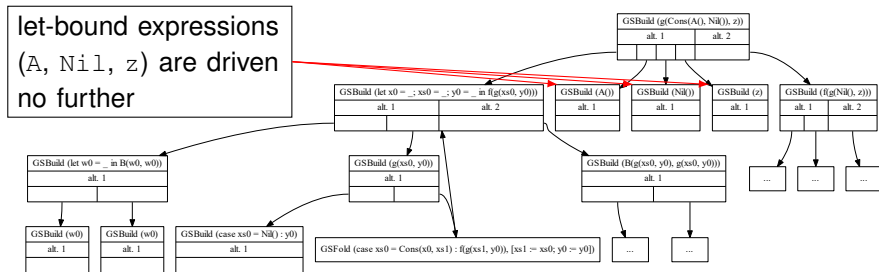 let-bound expressions
(A, Nil, z) are driven
no further
GSBuild (g(Cons(A(), Nil()), z))
alt. 1 alt. 2
GSBuild (let x0 = _; xs0 = _; y0 = _ in f(g(xs0, y0)))
alt. 1 alt. 2
GSBuild (A())
alt. 1
GSBuild (Nil())
alt. 1
GSBuild (z)
alt. 1
GSBuild (f(g(Nil(), z)))
alt. 1 alt. 2
GSBuild (let w0 = _ in B(w0, w0))
alt. 1
GSBuild (g(xs0, y0))
alt. 1
GSBuild (B(g(xs0, y0), g(xs0, y0)))
alt. 1
... ... ...
GSBuild (w0)
alt. 1
GSBuild (w0)
alt. 1
GSBuild (case xs0 = Nil() : y0)
alt. 1
GSFold (case xs0 = Cons(x0, xs1) : f(g(xs1, y0)), [xs1 := xs0; y0 := y0])
... ...